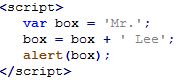 <script>
var box = 'Mr.';
box = box + ' Lee';
alert(box);
</script>